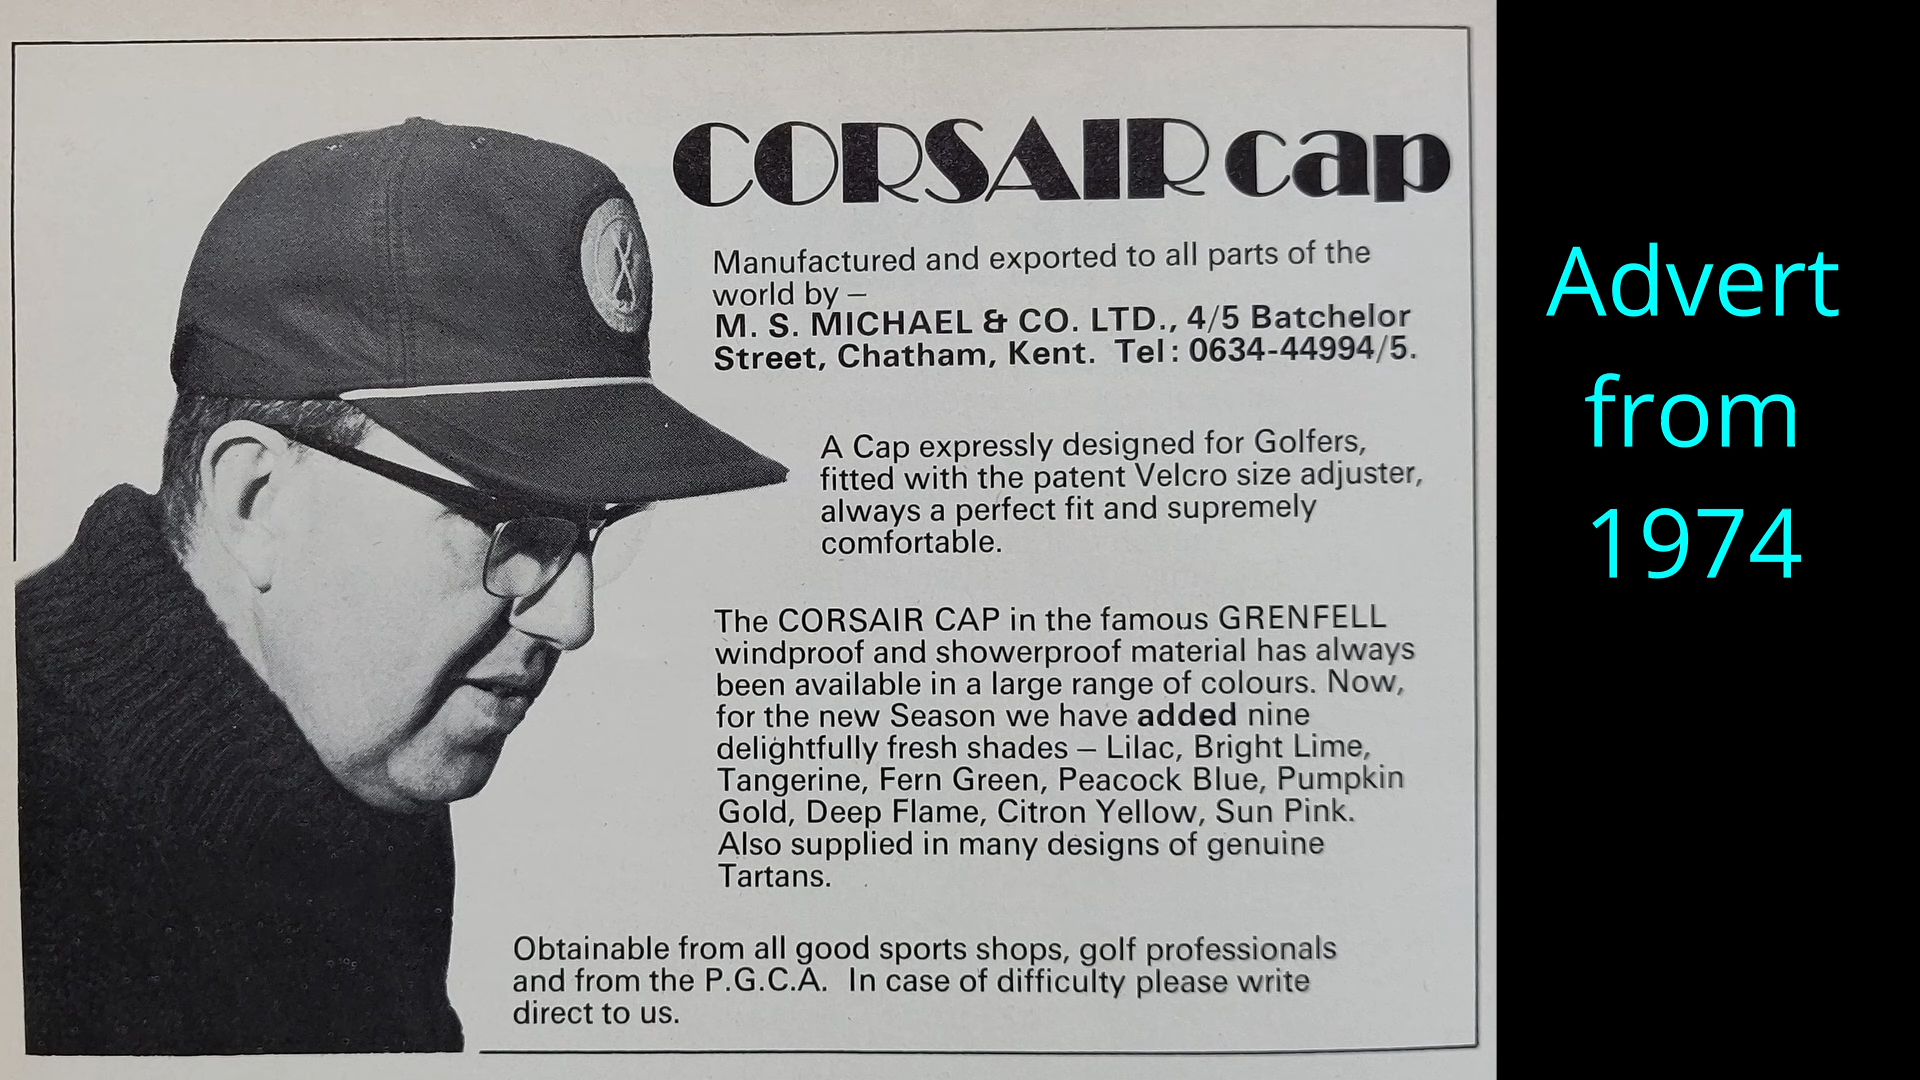 CORSAIR cap
Manufactured and exported to all parts of the
world by –
M. S. MICHAEL & CO. LTD., 4/5 Batchelor
Street, Chatham, Kent. Tel: 0634-44994/5.
A Cap expressly designed for Golfers,
fitted with the patent Velcro size adjuster,
always a perfect fit and supremely
comfortable.
The CORSAIR CAP in the famous GRENFELL
windproof and showerproof material has always
been available in a large range of colours. Now,
for the new Season we have added nine
delightfully fresh shades – Lilac, Bright Lime,
Tangerine, Fern Green, Peacock Blue, Pumpkin
Gold, Deep Flame, Citron Yellow, Sun Pink.
Also supplied in many designs of genuine
Tartans.
Obtainable from all good sports shops, golf professionals
and from the P.G.C.A. In case of difficulty please write
direct to us.
Advert
from
1974